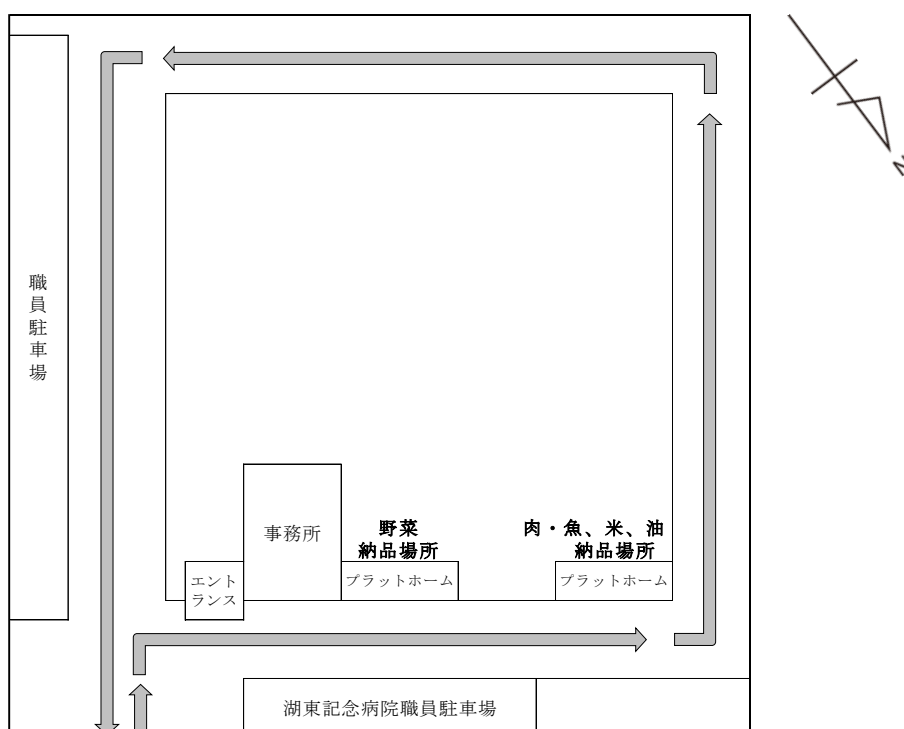 職員駐車場
事務所
野菜
納品場所
肉・魚、米、油
納品場所
エント
ランス
プラットホーム
プラットホーム
湖東記念病院職員駐車場
N